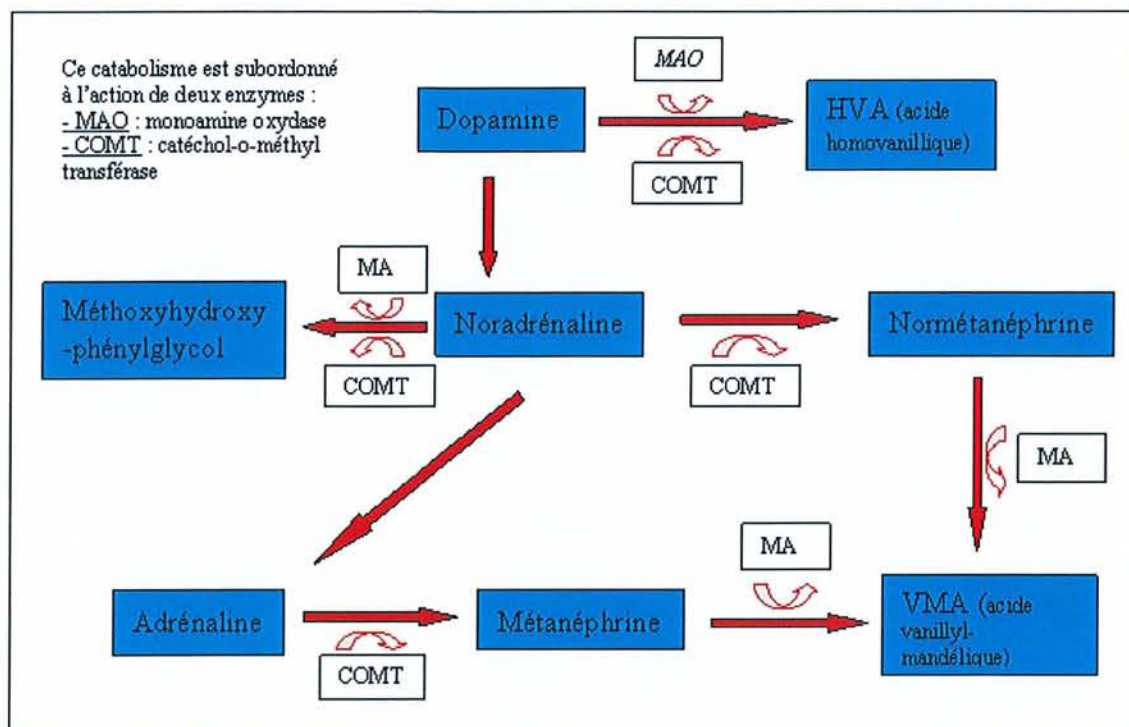 Ce catabolisme est subordonné
à l'action de deux enzymes :
- MAO : monoamine oxydase
- COMT : catéchol-o-méthyl
transférase
MAO
Dopamine
HVA (acide
homovanillique)
COMT
MA
Méthoxyhydroxy
-phénylglycol
Noradrénaline
Normétanéphrine
COMT
COMT
MA
MA
Adrénaline
Métanéphrine
VMA (acide
vanillyl-
mandélique)
COMT